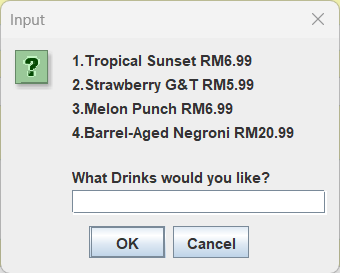 Input
1.Tropical Sunset RM6.99
2.Strawberry G&T RM5.99
3.Melon Punch RM6.99
4.Barrel-Aged Negroni RM20.99
What Drinks would you like?
OK Cancel